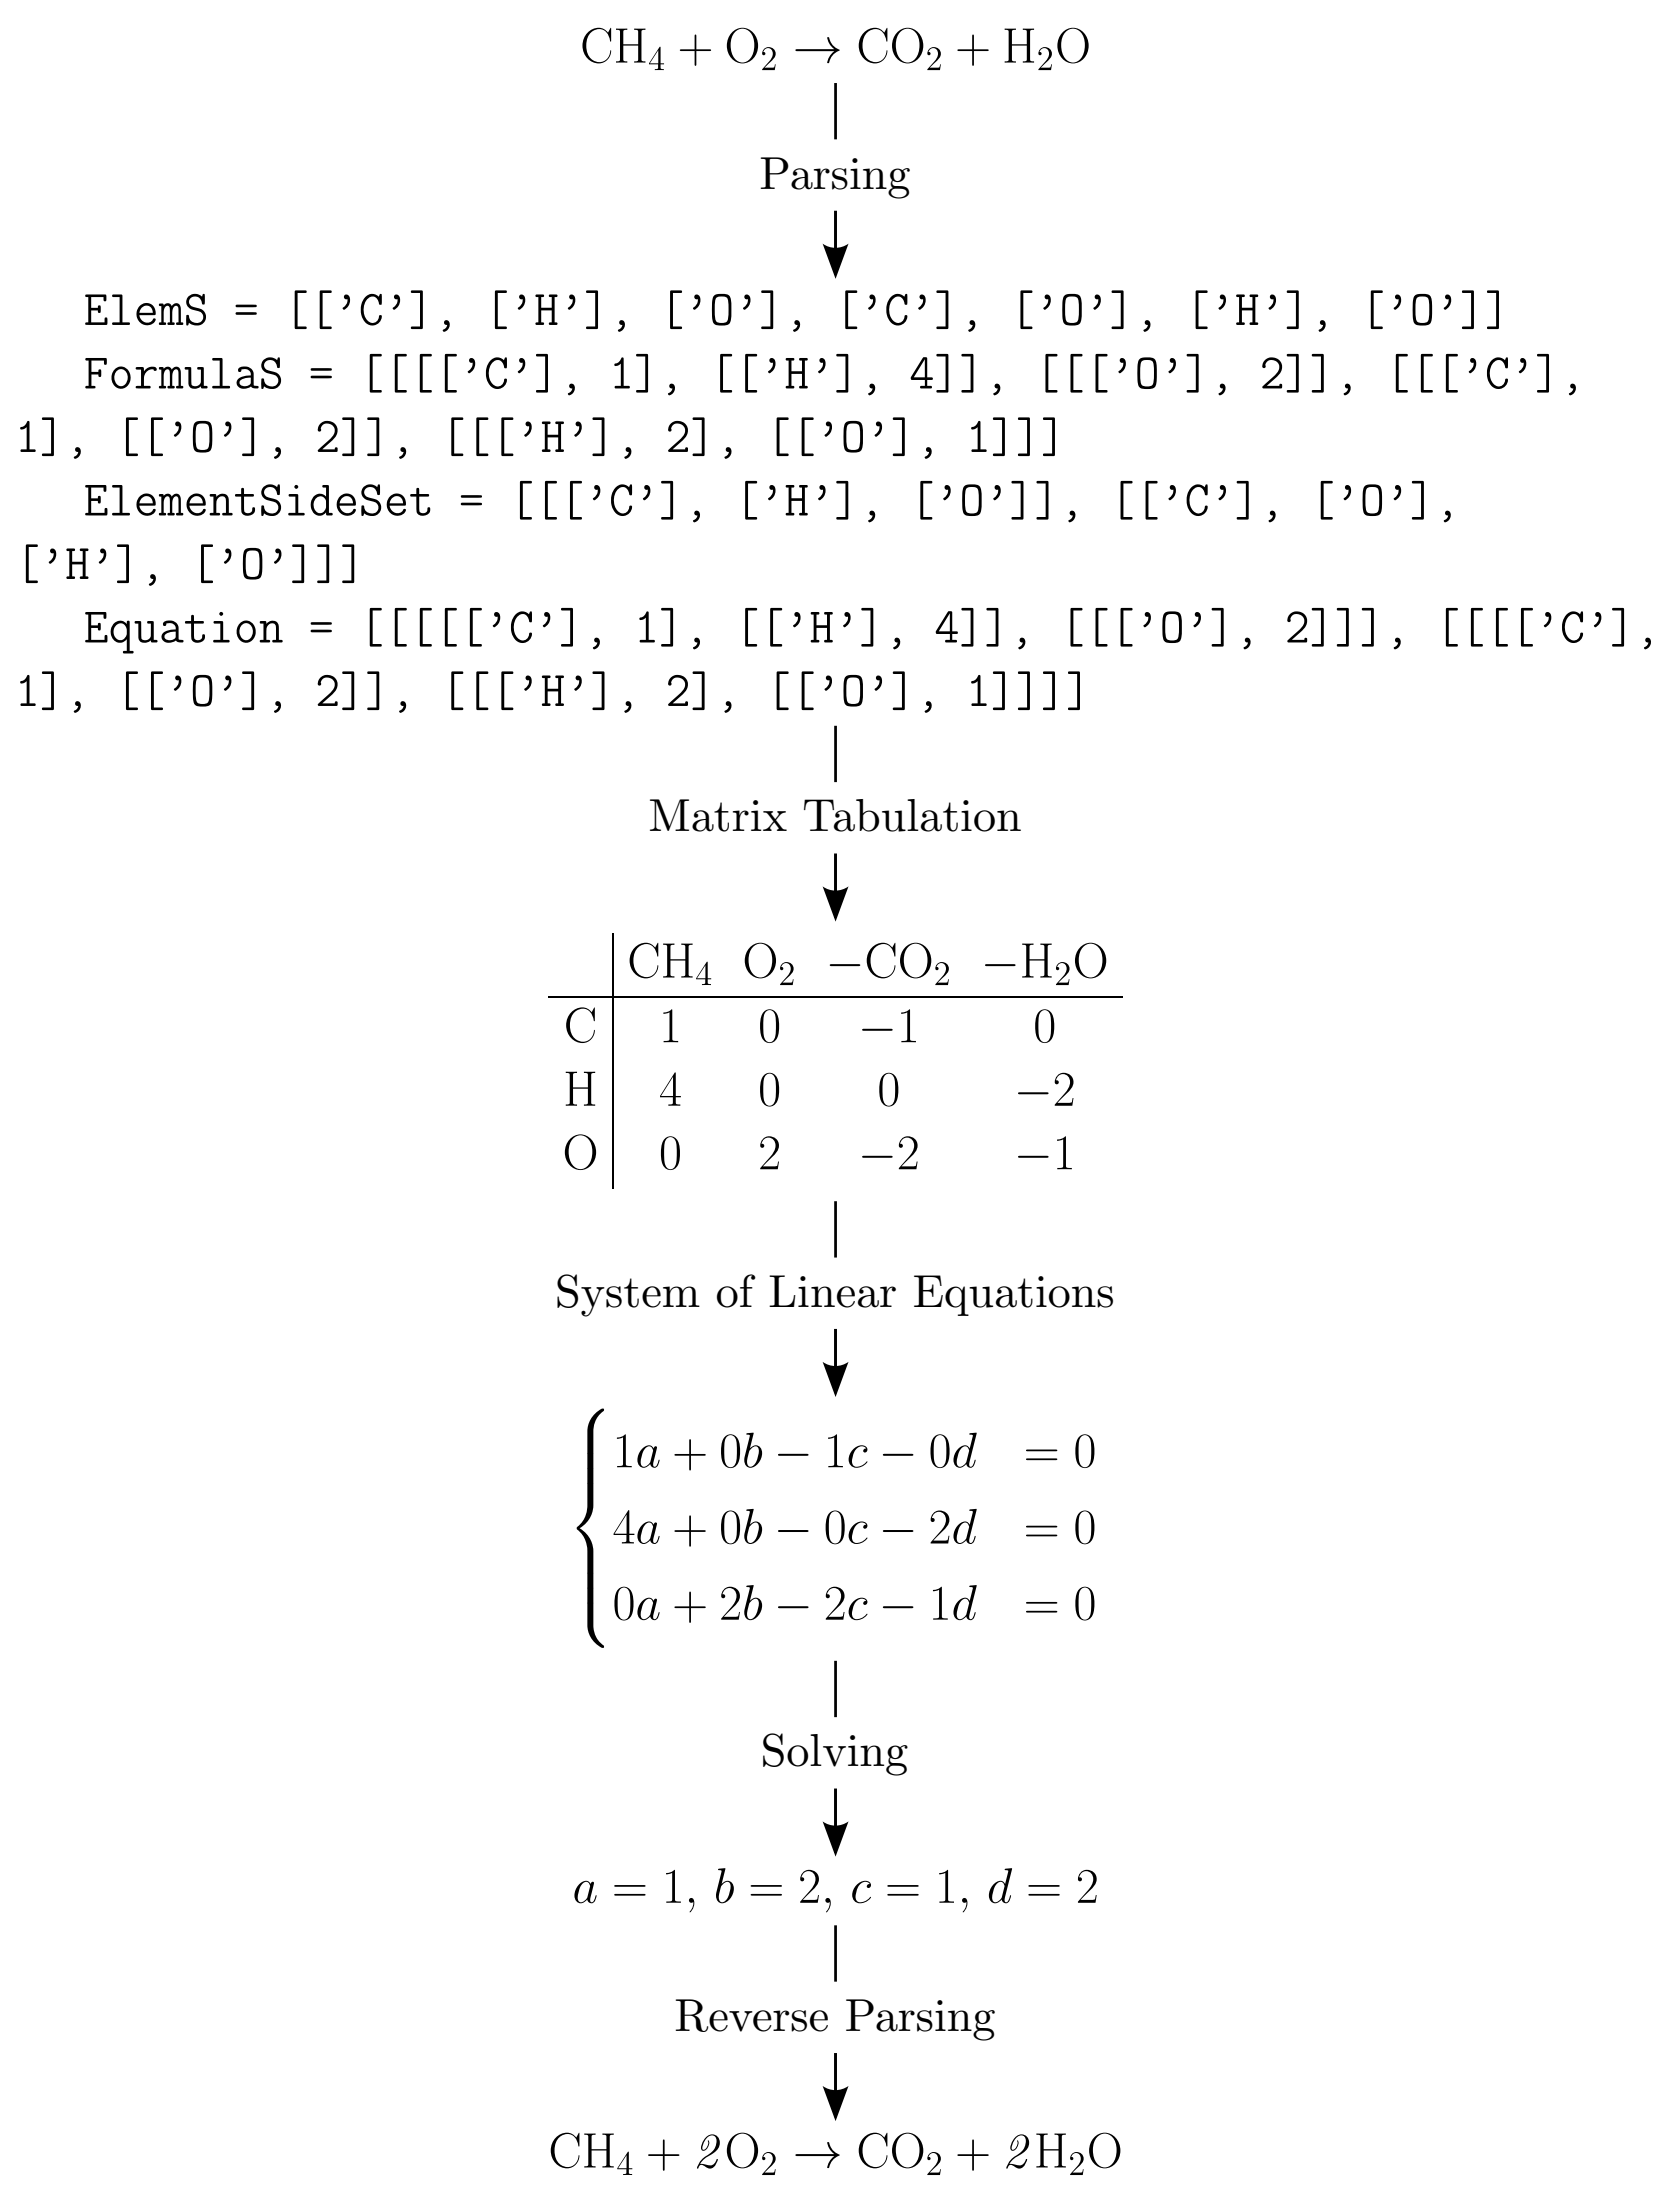 CH₄ + O₂ → CO₂ + H₂O
Parsing
ElemS = [['C'], ['H'], ['O'], ['C'], ['O'], ['H'], ['O']]
FormulaS = [[[['C'], 1], [['H'], 4]], [[['O'], 2]], [[['C'],
1], [['O'], 2]], [[['H'], 2], [['O'], 1]]]
ElementSideSet = [[['C'], ['H'], ['O']], [['C'], ['O'],
['H'], ['O']]]
Equation = [[[[['C'], 1], [['H'], 4]], [[['O'], 2]]], [[[['C'],
1], [['O'], 2]], [[['H'], 2], [['O'], 1]]]]
Matrix Tabulation
CH₄ O₂ −CO₂ −H₂O
C 1 0 −1 0
H 4 0 0 −2
O 0 2 −2 −1
System of Linear Equations
1a + 0b − 1c − 0d = 0
4a + 0b − 0c − 2d = 0
0a + 2b − 2c − 1d = 0
Solving
a = 1, b = 2, c = 1, d = 2
Reverse Parsing
CH₄ + 2O₂ → CO₂ + 2H₂O